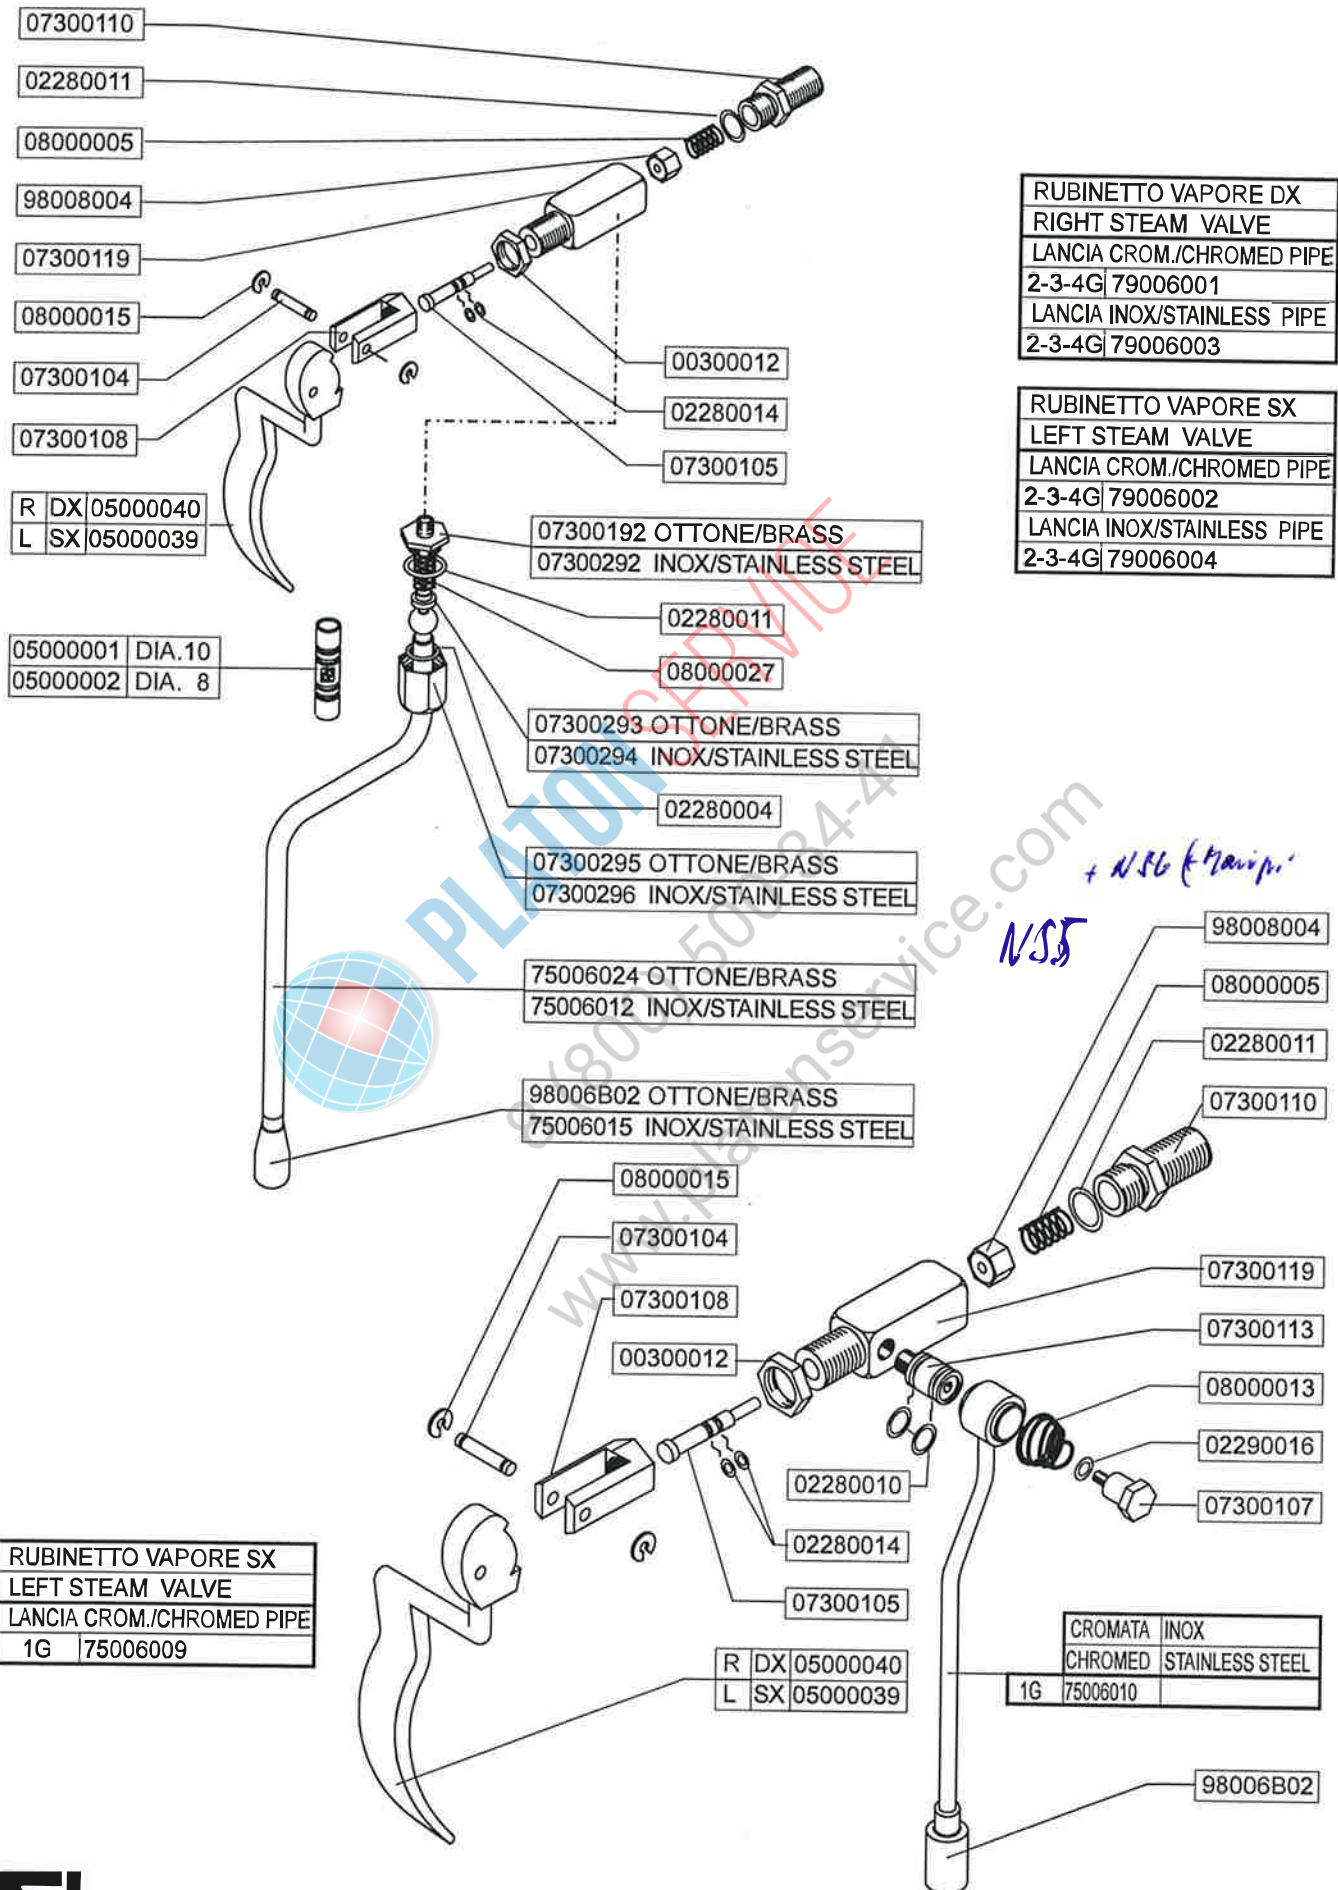 07300110
02280011
08000005
98008004
07300119
08000015
07300104
07300108
R DX 05000040
L SX 05000039
05000001 DIA.10
05000002 DIA. 8
00300012
02280014
07300105
07300192 OTTONE/BRASS
07300292 INOX/STAINLESS STEEL
02280011
08000027
07300293 OTTONE/BRASS
07300294 INOX/STAINLESS STEEL
02280004
07300295 OTTONE/BRASS
07300296 INOX/STAINLESS STEEL
75006024 OTTONE/BRASS
75006012 INOX/STAINLESS STEEL
98006B02 OTTONE/BRASS
75006015 INOX/STAINLESS STEEL
RUBINETTO VAPORE DX
RIGHT STEAM VALVE
LANCIA CROM./CHROMED PIPE
2-3-4G 79006001
LANCIA INOX/STAINLESS PIPE
2-3-4G 79006003
RUBINETTO VAPORE SX
LEFT STEAM VALVE
LANCIA CROM./CHROMED PIPE
2-3-4G 79006002
LANCIA INOX/STAINLESS PIPE
2-3-4G 79006004
PLATONSERVICE
8 (800) 500-84-41
www.platonservice.com
98008004
08000005
02280011
07300110
07300119
07300113
08000013
02290016
07300107
08000015
07300104
07300108
00300012
02280010
02280014
07300105
R DX 05000040
L SX 05000039
RUBINETTO VAPORE SX
LEFT STEAM VALVE
LANCIA CROM./CHROMED PIPE
1G 75006009
CROMATA INOX
CHROMED STAINLESS STEEL
1G 75006010
98006B02